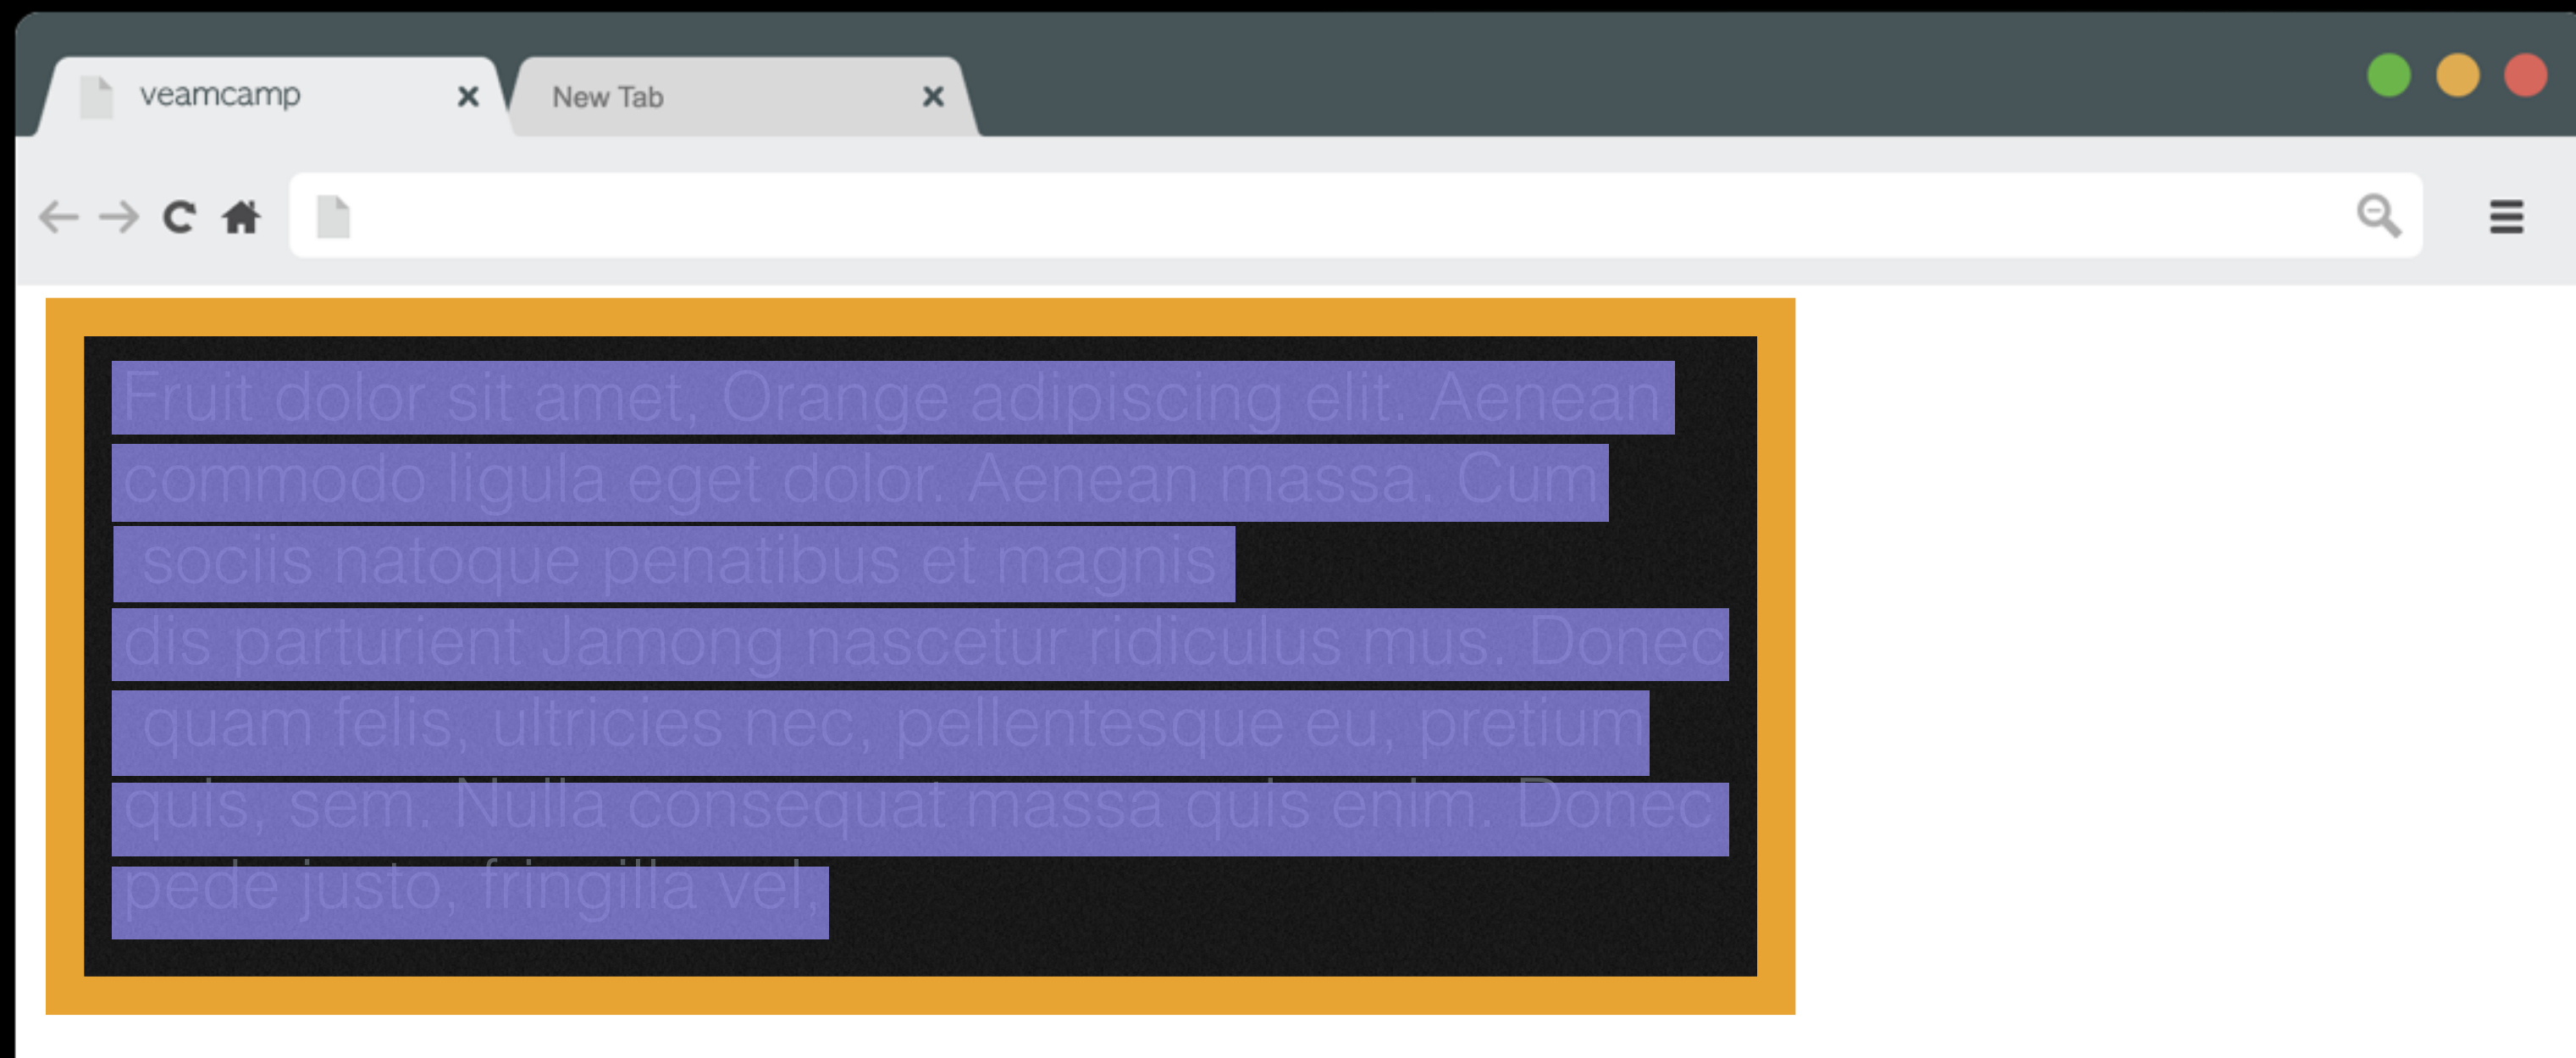 veamcamp
New Tab
Fruit dolor sit amet, Orange adipiscing elit. Aenean
commodo ligula eget dolor. Aenean massa. Cum
sociis natoque penatibus et magnis
dis parturient Jamong nascetur ridiculus mus. Donec
quam felis, ultricies nec, pellentesque eu, pretium
quis, sem. Nulla consequat massa quis enim. Donec
pede justo, fringilla vel,